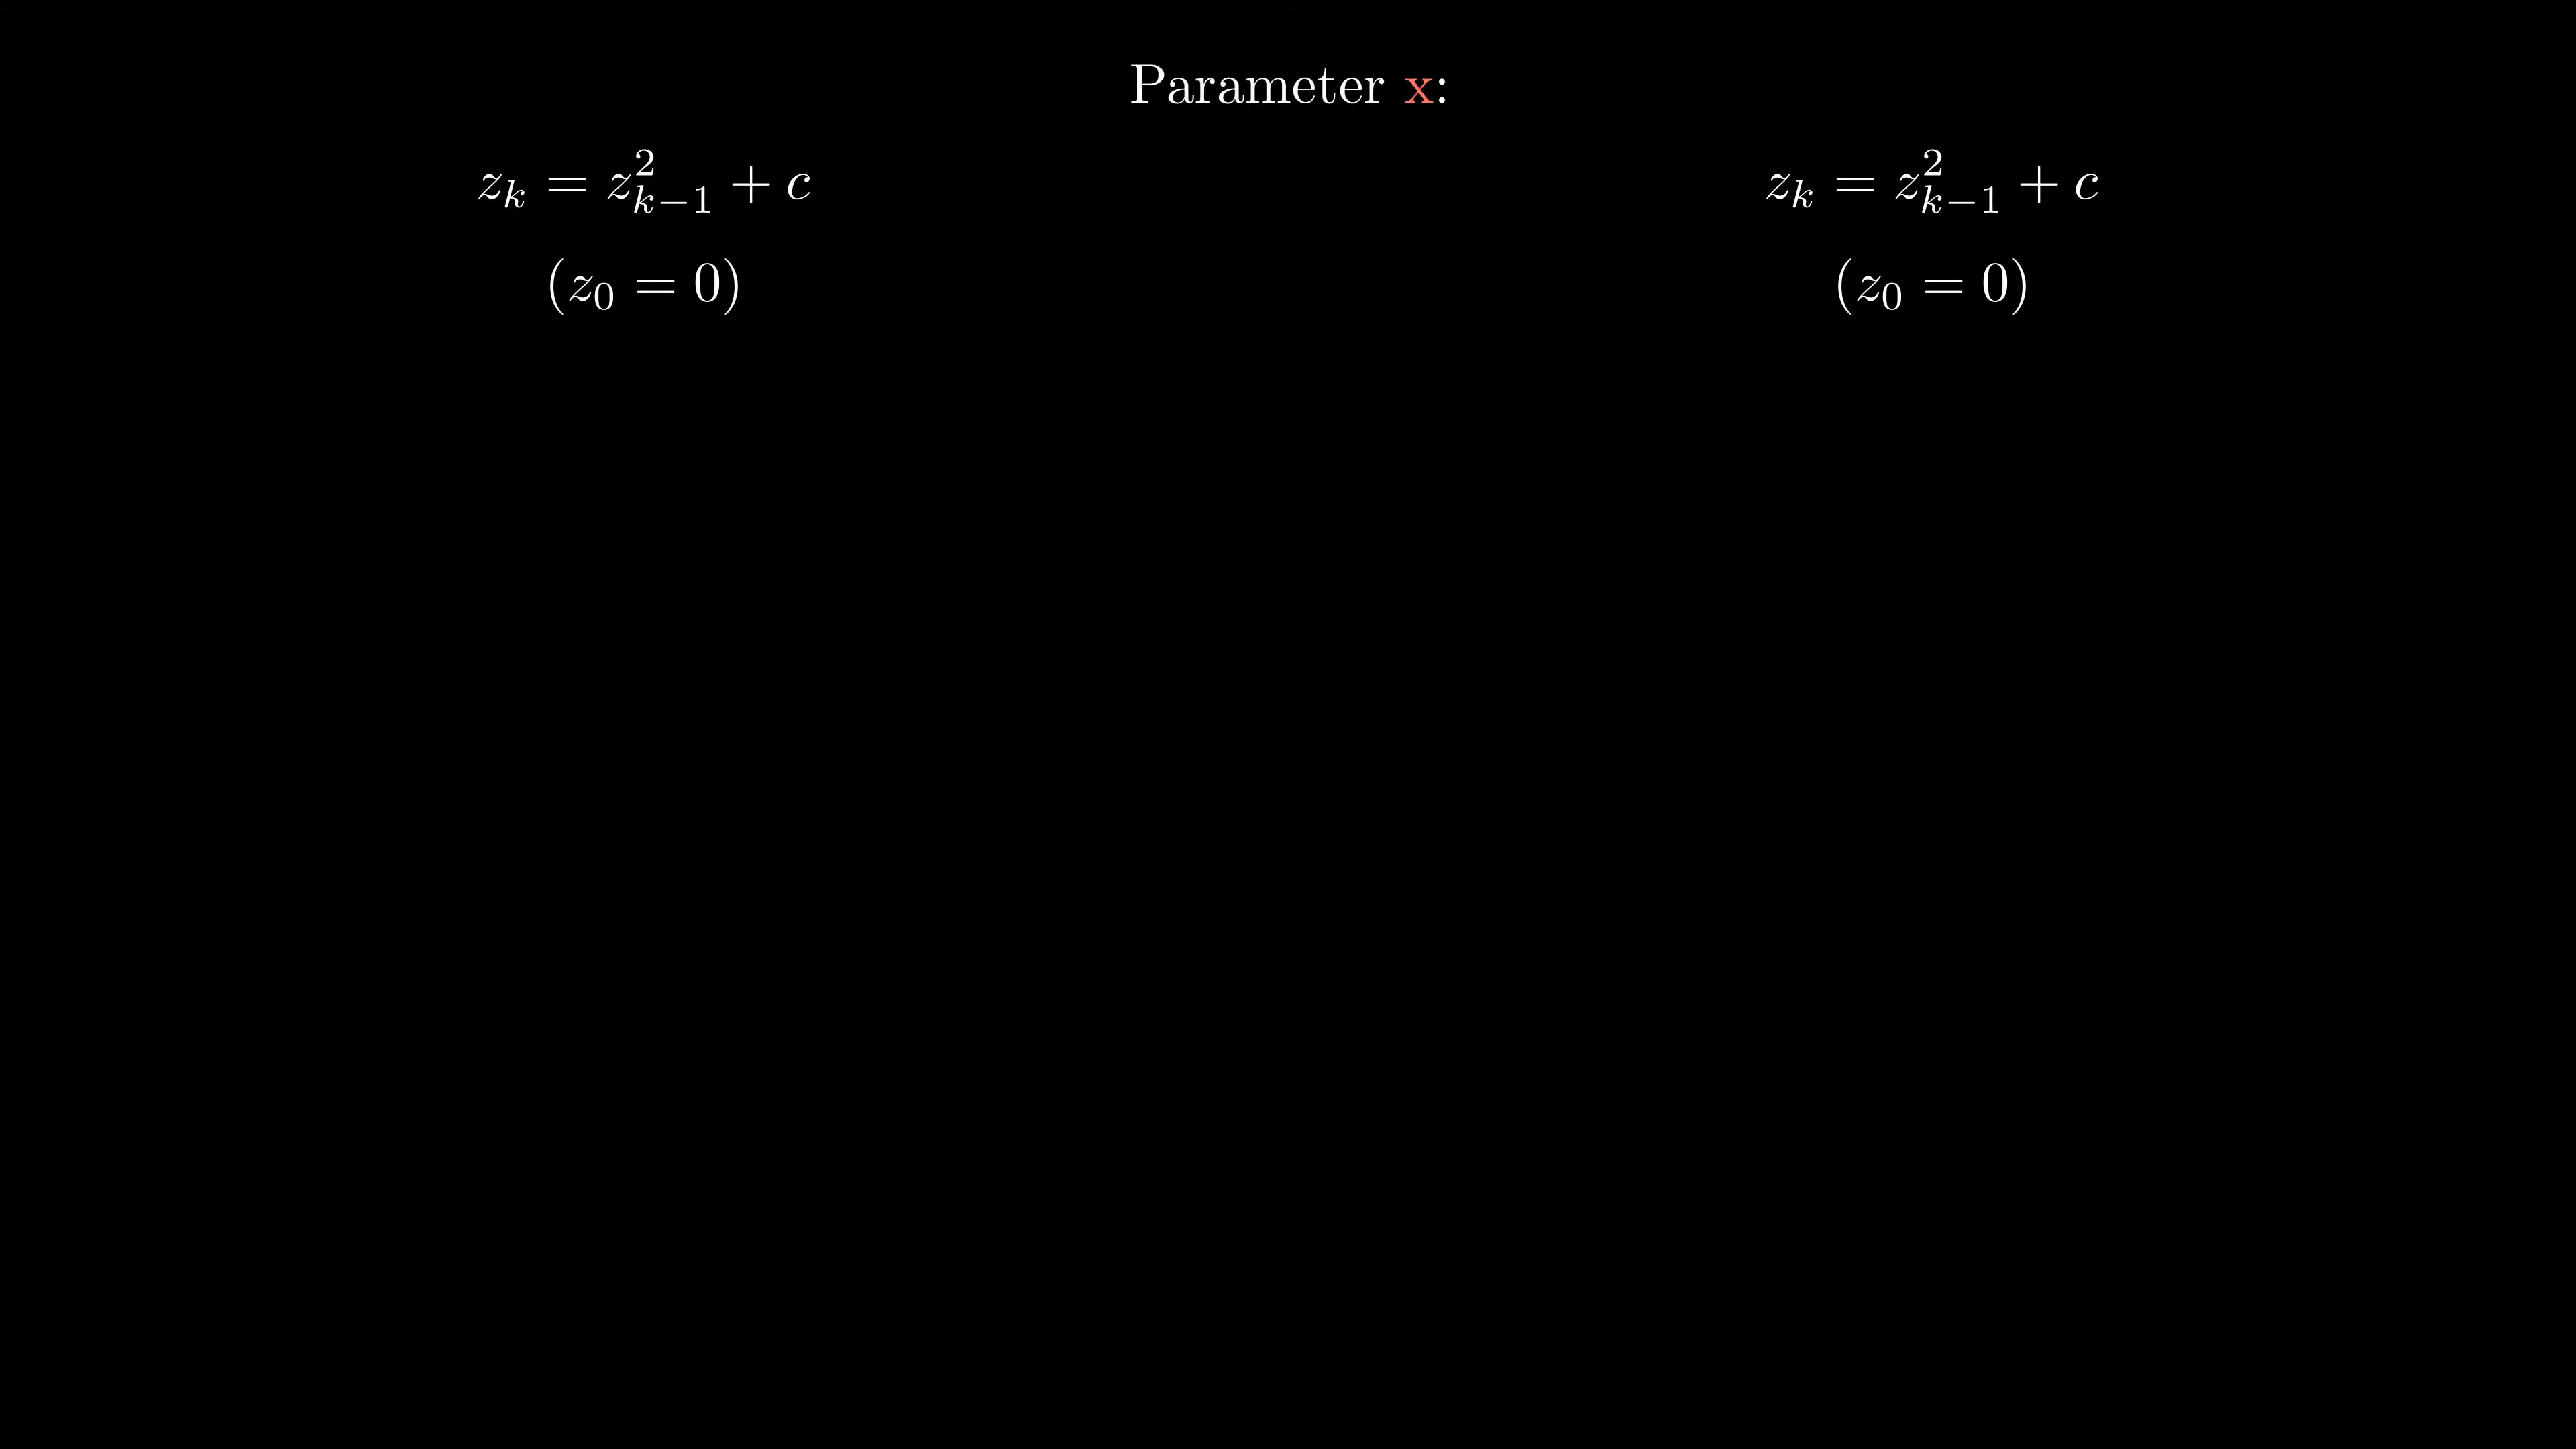 Parameter x:
z_k = z_{k-1}^2 + c
(z_0 = 0)
z_k = z_{k-1}^2 + c
(z_0 = 0)